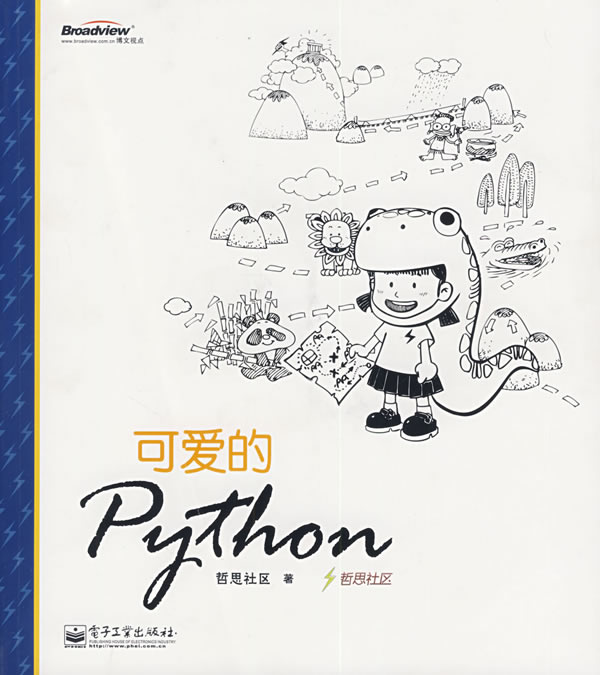 Broadview®
www.broadview.com.cn 博文视点
可爱的
Python
哲思社区 著
哲思社区
電子工業出版社
PUBLISHING HOUSE OF ELECTRONICS INDUSTRY
http://www.phei.com.cn